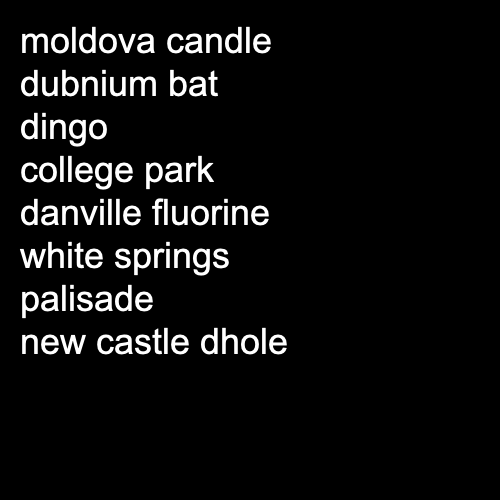 moldova candle
dubnium bat
dingo
college park
danville fluorine
white springs
palisade
new castle dhole